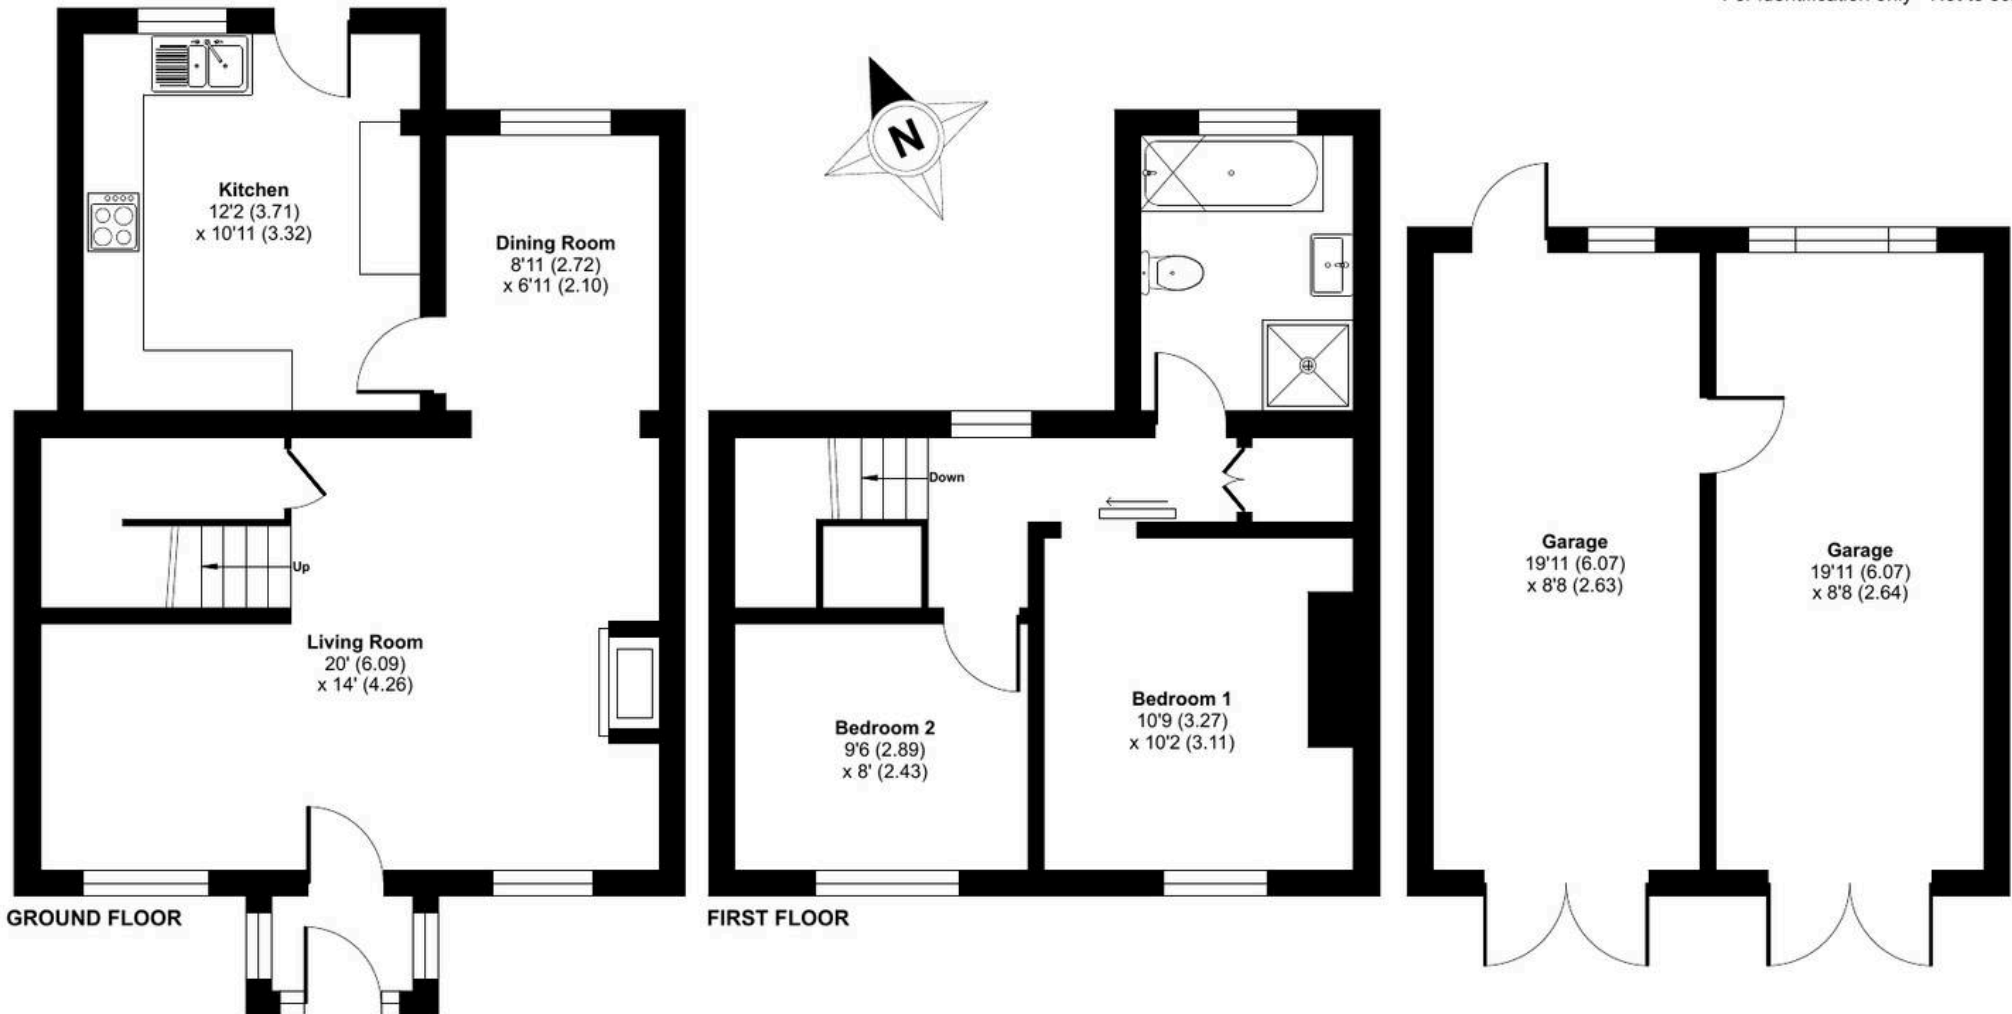 Kitchen
12'2 (3.71)
x 10'11 (3.32)
Dining Room
8'11 (2.72)
x 6'11 (2.10)
N
Up
Living Room
20' (6.09)
x 14' (4.26)
GROUND FLOOR
Down
Bedroom 2
9'6 (2.89)
x 8' (2.43)
Bedroom 1
10'9 (3.27)
x 10'2 (3.11)
FIRST FLOOR
Garage
19'11 (6.07)
x 8'8 (2.63)
Garage
19'11 (6.07)
x 8'8 (2.64)